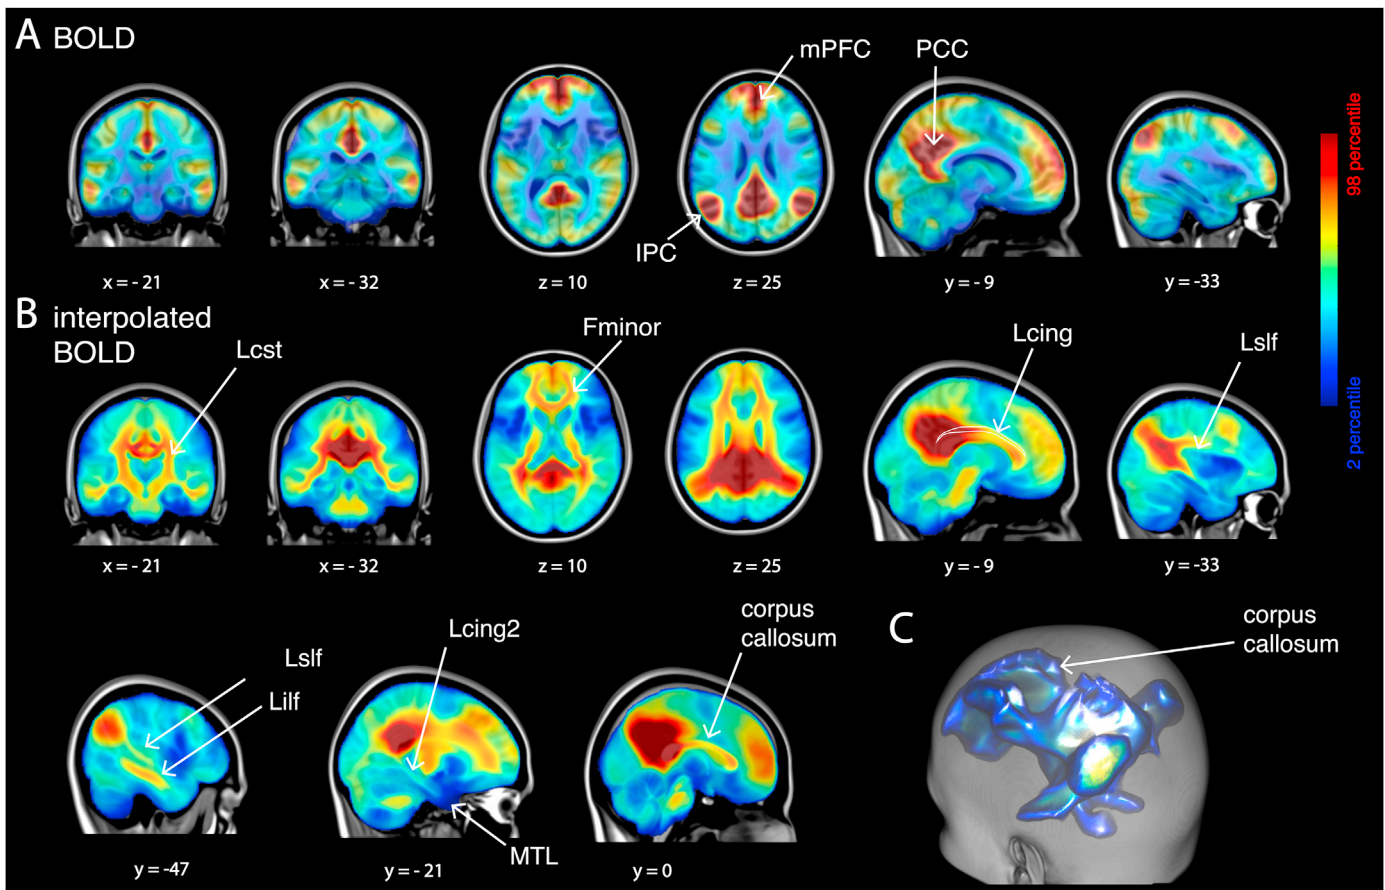 A BOLD
mPFC
PCC
IPC
x = - 21
x = - 32
z = 10
z = 25
y = - 9
y = -33
98 percentile
2 percentile
B interpolated
BOLD
Lcst
Fminor
Lcing
Lslf
x = - 21
x = - 32
z = 10
z = 25
y = - 9
y = -33
Lslf
Lilf
Lcing2
MTL
corpus
callosum
y = -47
y = - 21
y = 0
C
corpus
callosum